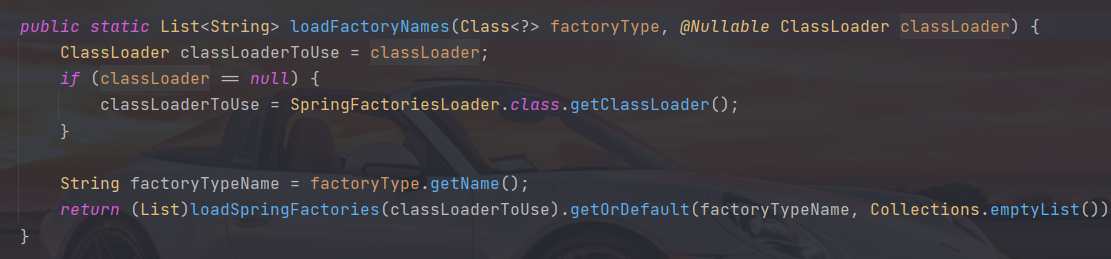 public static List<String> loadFactoryNames(Class<?> factoryType, @Nullable ClassLoader classLoader) {
    ClassLoader classLoaderToUse = classLoader;
    if (classLoader == null) {
        classLoaderToUse = SpringFactoriesLoader.class.getClassLoader();
    }

    String factoryTypeName = factoryType.getName();
    return (List)loadSpringFactories(classLoaderToUse).getOrDefault(factoryTypeName, Collections.emptyList())
}